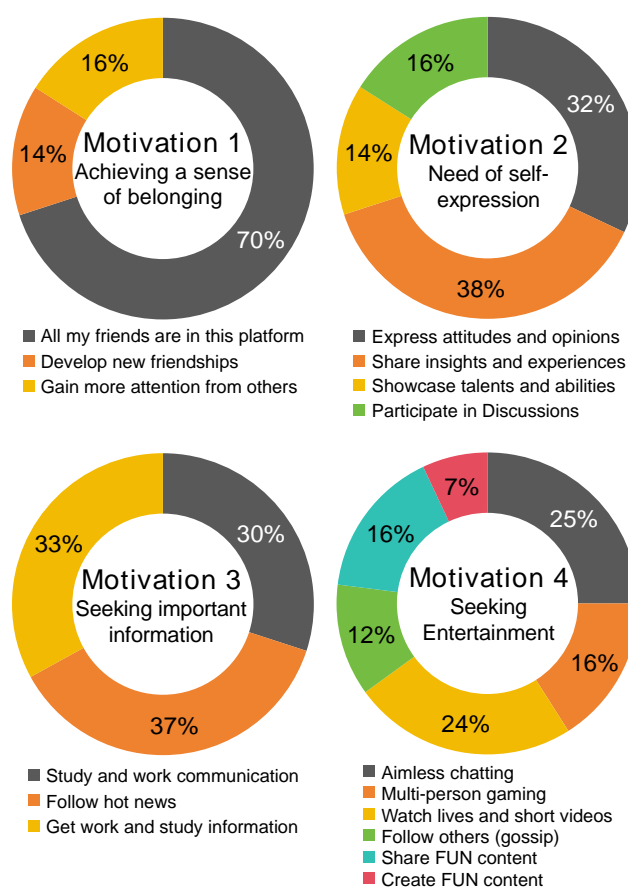 16%
14%
70%
Motivation 1
Achieving a sense
of belonging
All my friends are in this platform
Develop new friendships
Gain more attention from others
16%
32%
14%
38%
Motivation 2
Need of self-
expression
Express attitudes and opinions
Share insights and experiences
Showcase talents and abilities
Participate in Discussions
33%
30%
37%
Motivation 3
Seeking important
information
Study and work communication
Follow hot news
Get work and study information
7%
25%
16%
16%
12%
24%
Motivation 4
Seeking
Entertainment
Aimless chatting
Multi-person gaming
Watch lives and short videos
Follow others (gossip)
Share FUN content
Create FUN content